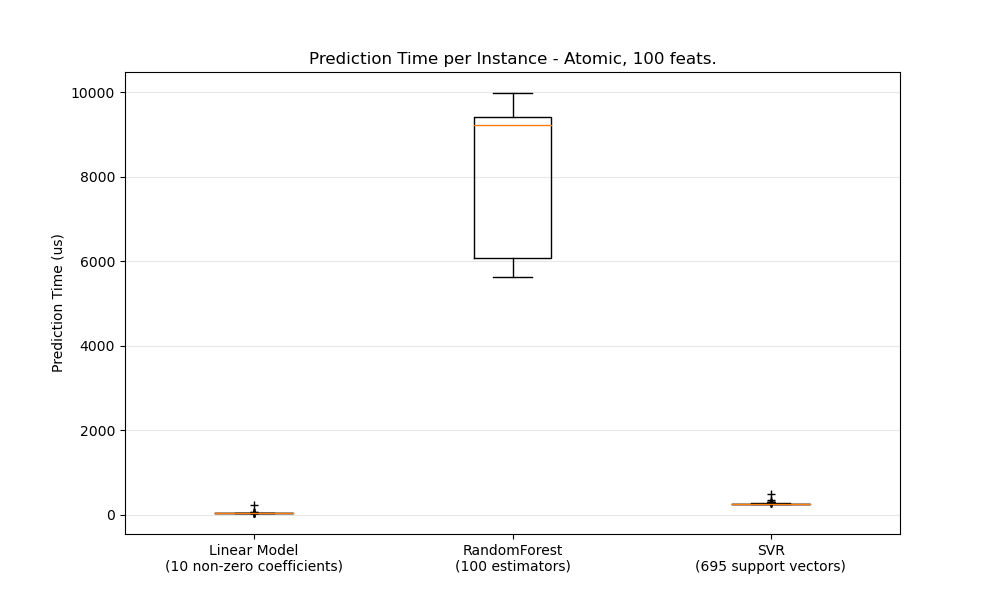 Prediction Time per Instance - Atomic, 100 feats.
Prediction Time (us)
10000
8000
6000
4000
2000
0
Linear Model
(10 non-zero coefficients)
RandomForest
(100 estimators)
SVR
(695 support vectors)